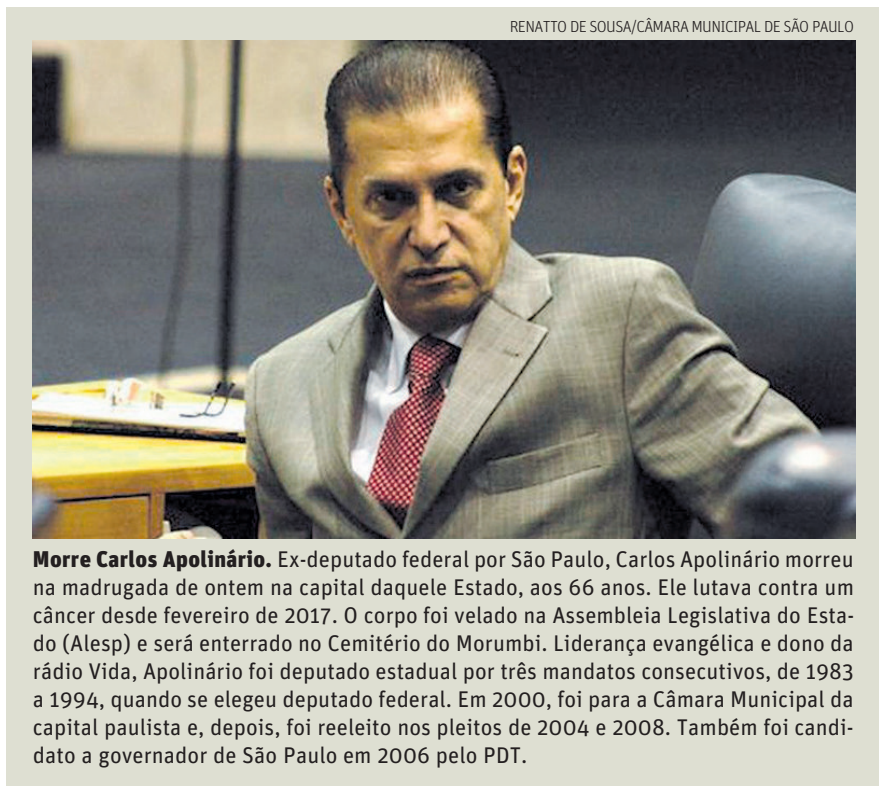 RENATTO DE SOUSA/CÂMARA MUNICIPAL DE SÃO PAULO
Morre Carlos Apolinário. Ex-deputado federal por São Paulo, Carlos Apolinário morreu
na madrugada de ontem na capital daquele Estado, aos 66 anos. Ele lutava contra um
câncer desde fevereiro de 2017. O corpo foi velado na Assembleia Legislativa do Esta-
do (Alesp) e será enterrado no Cemitério do Morumbi. Liderança evangélica e dono da
rádio Vida, Apolinário foi deputado estadual por três mandatos consecutivos, de 1983
a 1994, quando se elegeu deputado federal. Em 2000, foi para a Câmara Municipal da
capital paulista e, depois, foi reeleito nos pleitos de 2004 e 2008. Também foi candi-
dato a governador de São Paulo em 2006 pelo PDT.